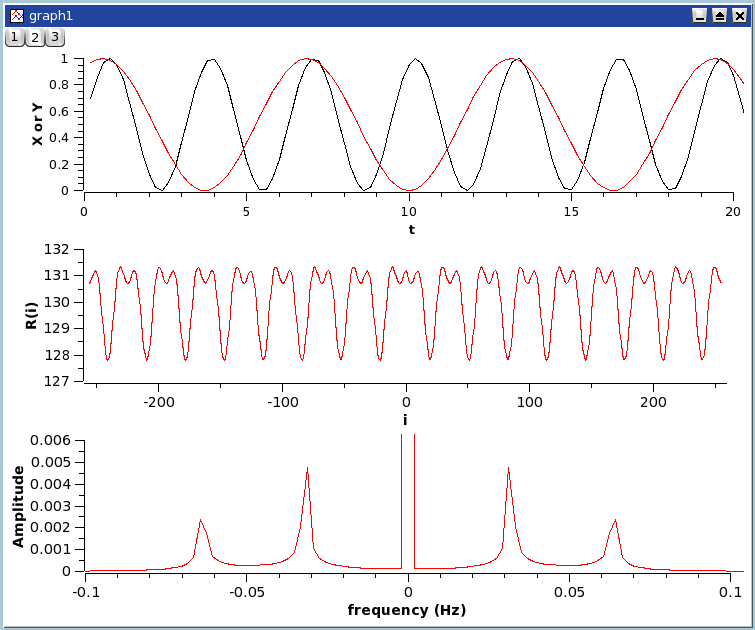 graph1
1 2 3
1
0.8
0.6
0.4
0.2
0
X or Y
0 5 10 15 20
t
132
131
130
129
128
127
R(i)
-200 -100 0 100 200
i
0.006
0.005
0.004
0.003
0.002
0.001
0
Amplitude
-0.1 -0.05 0 0.05 0.1
frequency (Hz)